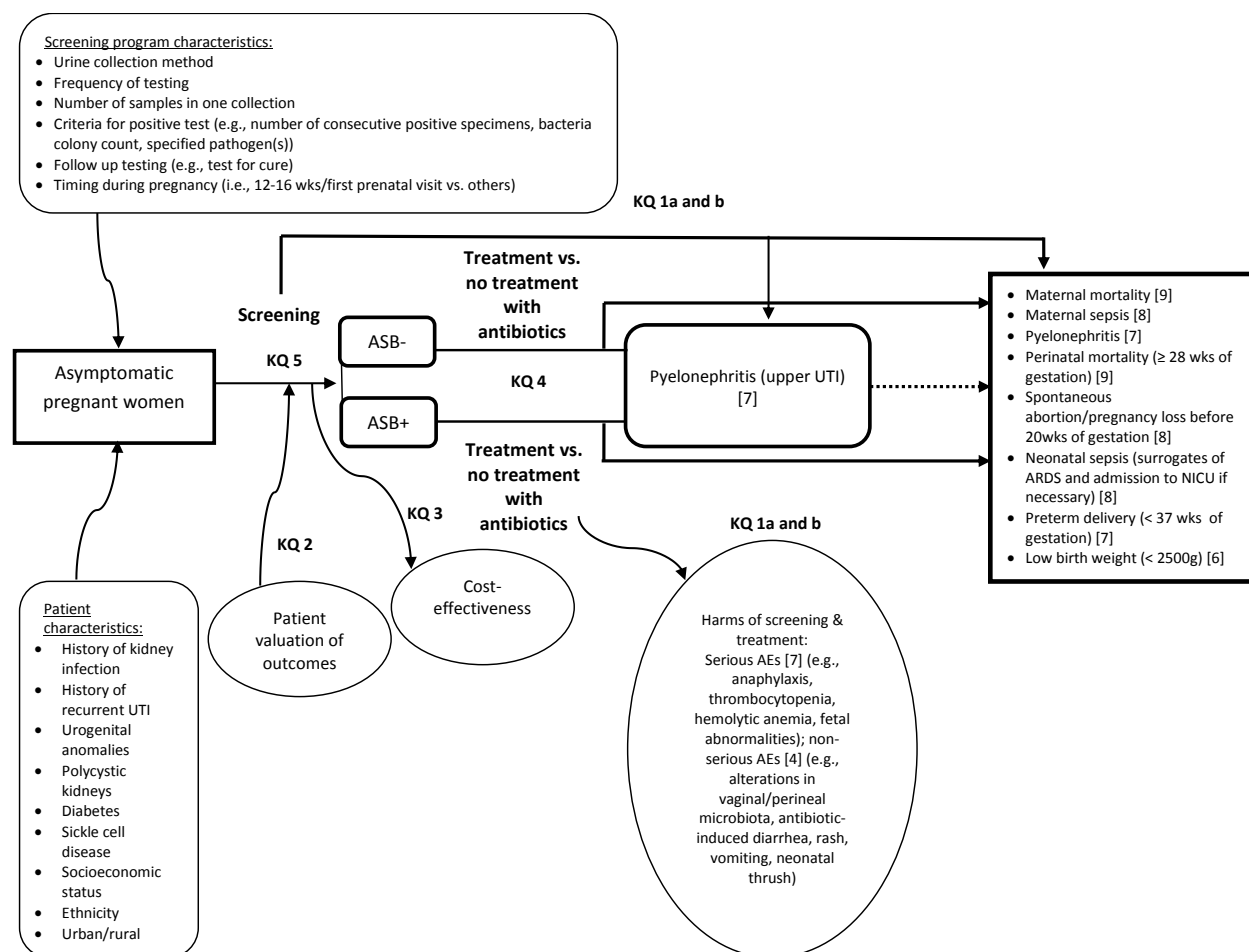 Screening program characteristics:
• Urine collection method
• Frequency of testing
• Number of samples in one collection
• Criteria for positive test (e.g., number of consecutive positive specimens, bacteria
colony count, specified pathogen(s))
• Follow up testing (e.g., test for cure)
• Timing during pregnancy (i.e., 12-16 wks/first prenatal visit vs. others)
KQ 1a and b
Treatment vs.
no treatment
with
antibiotics
Screening
ASB-
KQ 5
Asymptomatic
pregnant women
KQ 4
Pyelonephritis (upper UTI)
[7]
ASB+
• Maternal mortality [9]
• Maternal sepsis [8]
• Pyelonephritis [7]
• Perinatal mortality (≥ 28 wks of
gestation) [9]
• Spontaneous
abortion/pregnancy loss before
20wks of gestation [8]
• Neonatal sepsis (surrogates of
ARDS and admission to NICU if
necessary) [8]
• Preterm delivery (< 37 wks of
gestation) [7]
• Low birth weight (< 2500g) [6]
Treatment vs.
no treatment
with
antibiotics
KQ 3
KQ 2
KQ 1a and b
Cost-
effectiveness
Patient
valuation of
outcomes
Patient
characteristics:
• History of kidney
infection
• History of
recurrent UTI
• Urogenital
anomalies
• Polycystic
kidneys
• Diabetes
• Sickle cell
disease
• Socioeconomic
status
• Ethnicity
• Urban/rural
Harms of screening &
treatment:
Serious AEs [7] (e.g.,
anaphylaxis,
thrombocytopenia,
hemolytic anemia, fetal
abnormalities); non-
serious AEs [4] (e.g.,
alterations in
vaginal/perineal
microbiota, antibiotic-
induced diarrhea, rash,
vomiting, neonatal
thrush)